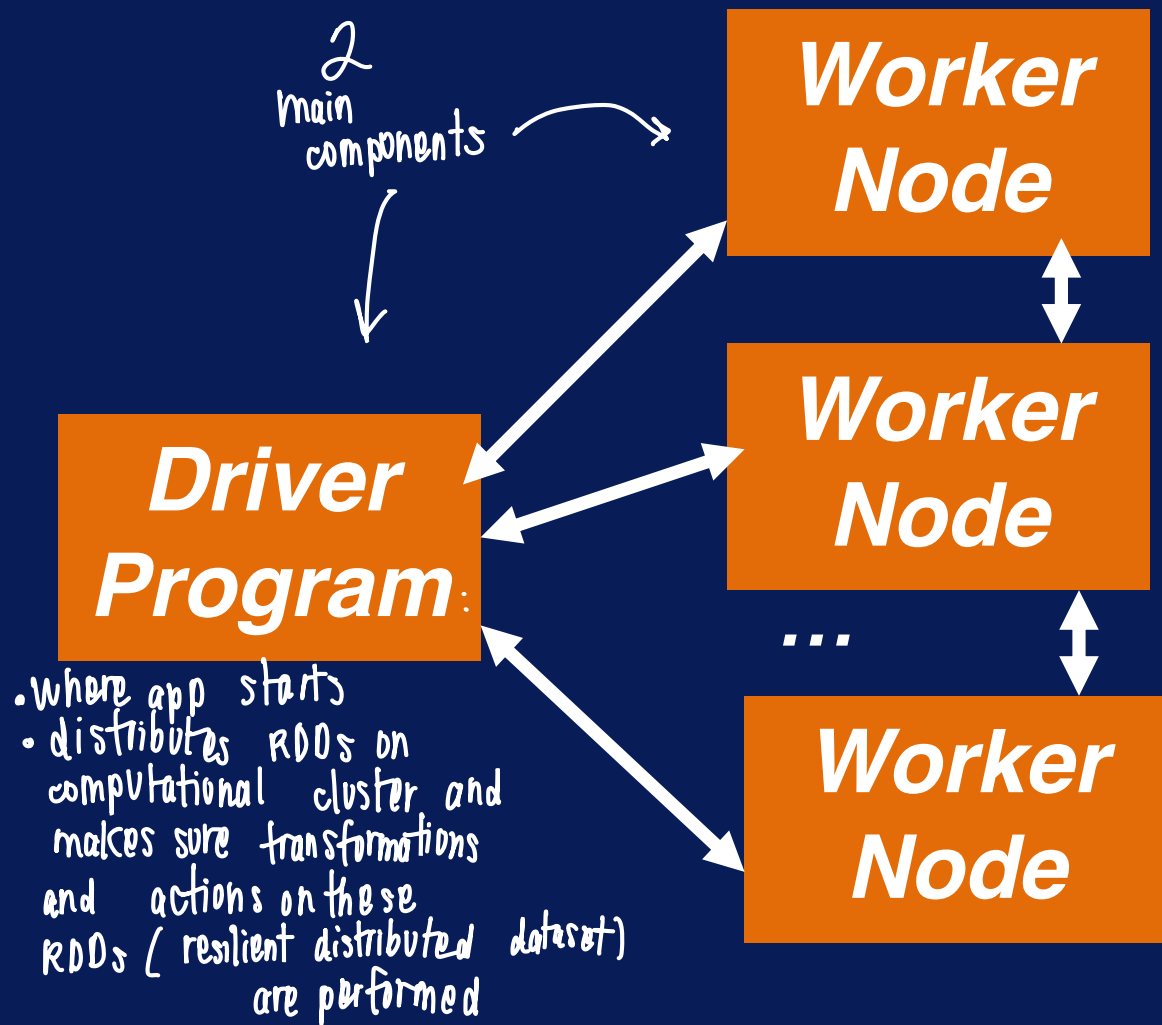 2
main
components
Worker
Node
Worker
Node
...
Worker
Node
Driver
Program:
• where app starts
• distributes RDDs on
computational cluster and
makes sure transformations
and actions on these
RDDs (resilient distributed dataset)
are performed